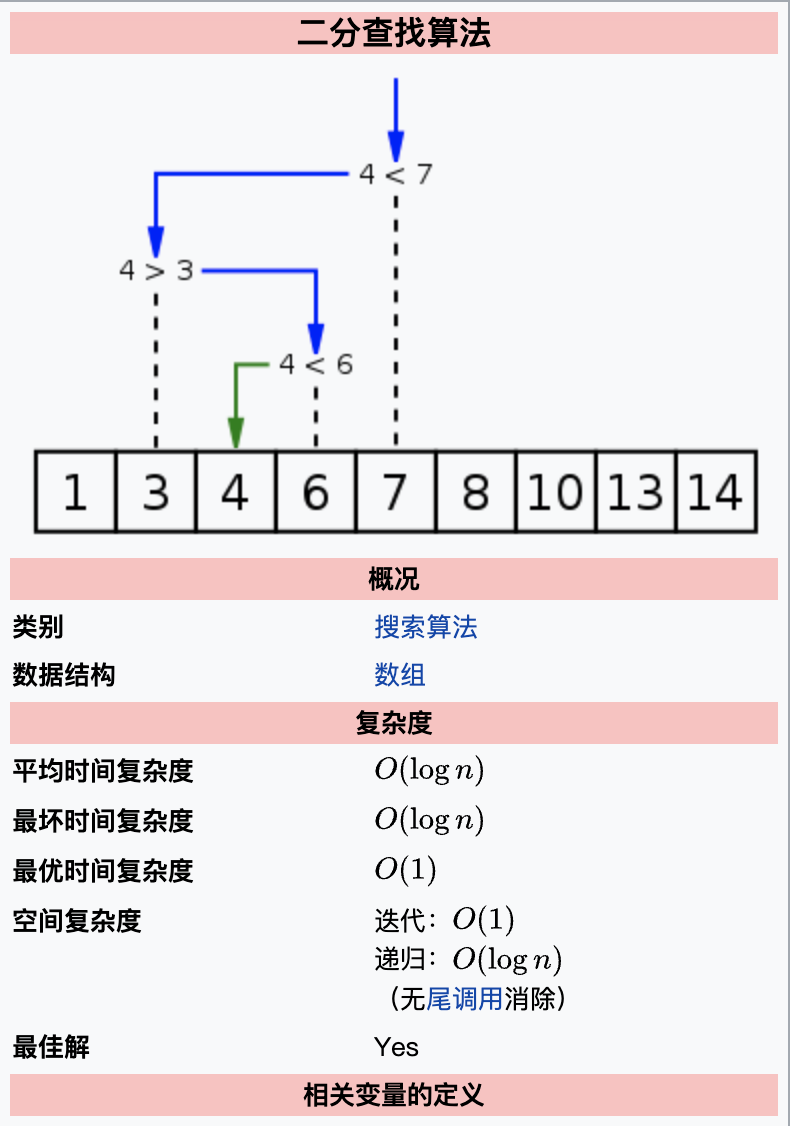 二分查找算法
4 < 7
4 > 3
4 < 6
1 3 4 6 7 8 10 13 14
概况
类别 搜索算法
数据结构 数组
复杂度
平均时间复杂度 O(log n)
最坏时间复杂度 O(log n)
最优时间复杂度 O(1)
空间复杂度 迭代：O(1)
递归：O(log n)
（无尾调用消除）
最佳解 Yes
相关变量的定义